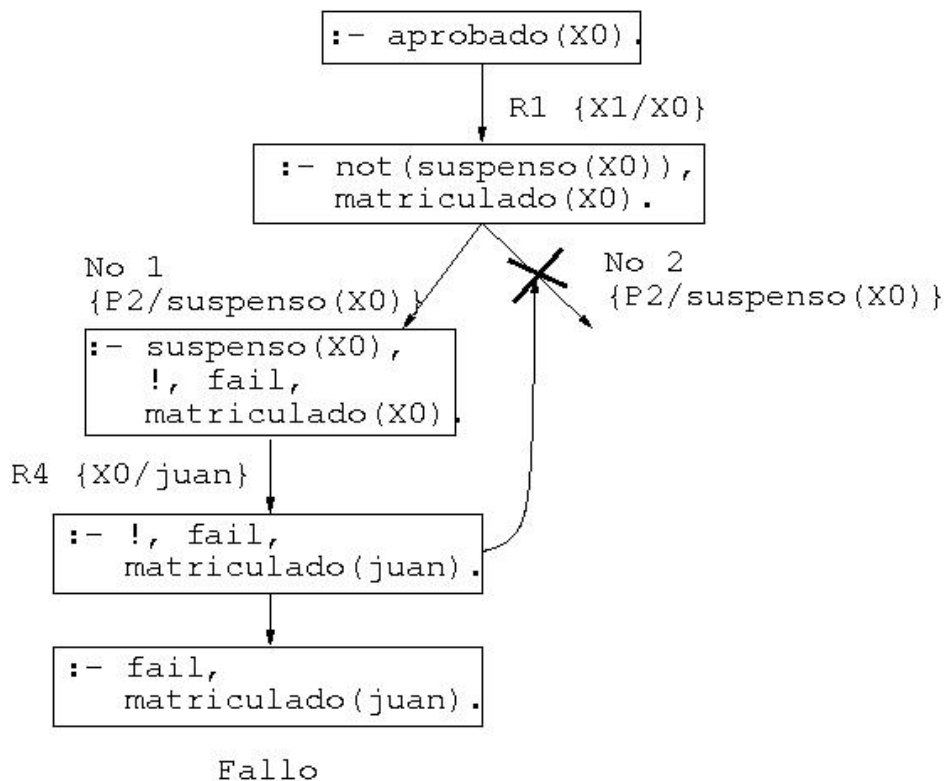 :- aprobado(X0).
R1 {X1/X0}
:- not(suspenso(X0)),
matriculado(X0).
No 1
{P2/suspenso(X0)}
No 2
{P2/suspenso(X0)}
:- suspenso(X0),
!, fail,
matriculado(X0).
R4 {X0/juan}
:- !, fail,
matriculado(juan).
:- fail,
matriculado(juan).
Fallo